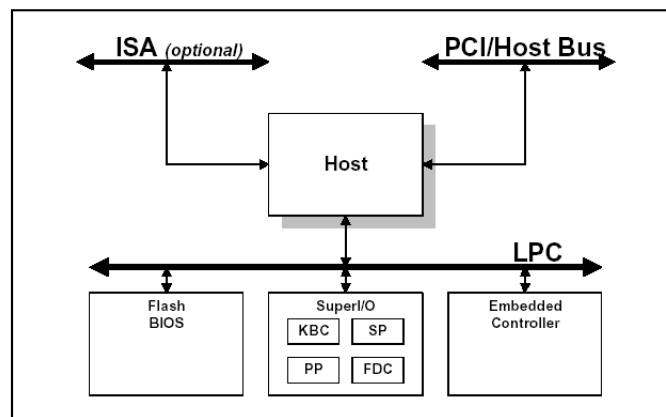 ISA (optional)
PCI/Host Bus
Host
LPC
Flash
BIOS
SuperI/O
KBC
SP
PP
FDC
Embedded
Controller